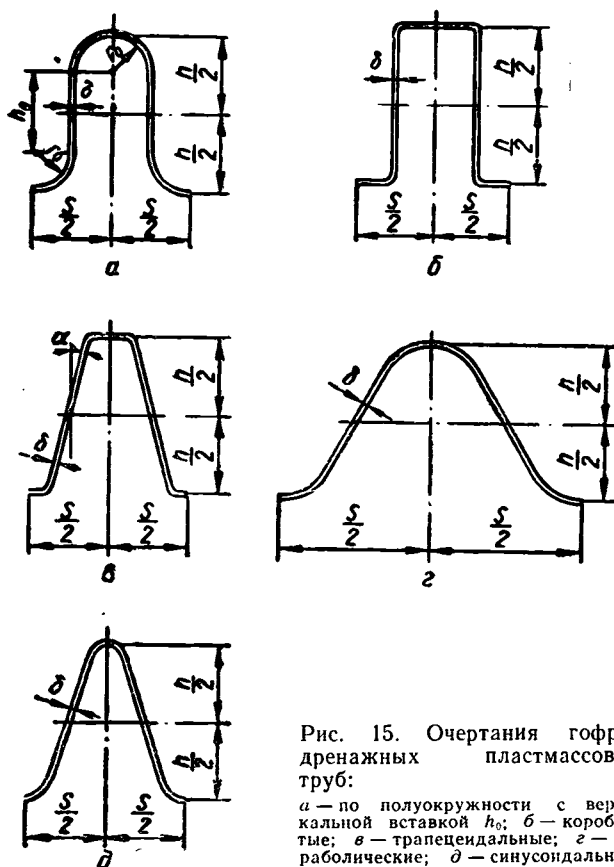 h/2
δ
h₀
h/2
S/2 S/2
а
δ
h/2
h/2
S/2 S/2
б
α
h/2
δ
h/2
S/2 S/2
в
δ
h/2
h/2
S/2 S/2
г
δ
h/2
h/2
S/2 S/2
д
Рис. 15. Очертания гофр
дренажных пластмассов
труб:
а — по полуокружности с вер
кальной вставкой h₀; б — короб
тые; в — трапецеидальные; г —
раболические; д — синусоидальн